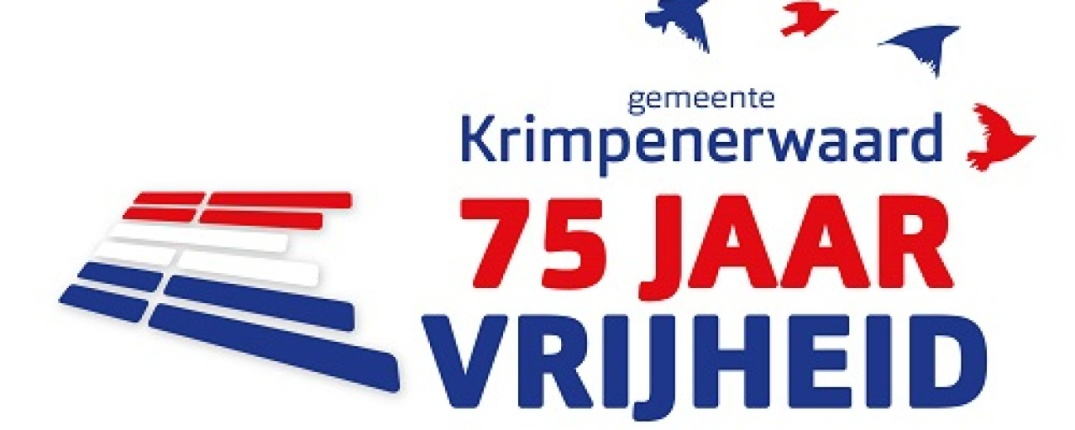 gemeente
Krimpenerwaard
75 JAAR
VRIJHEID